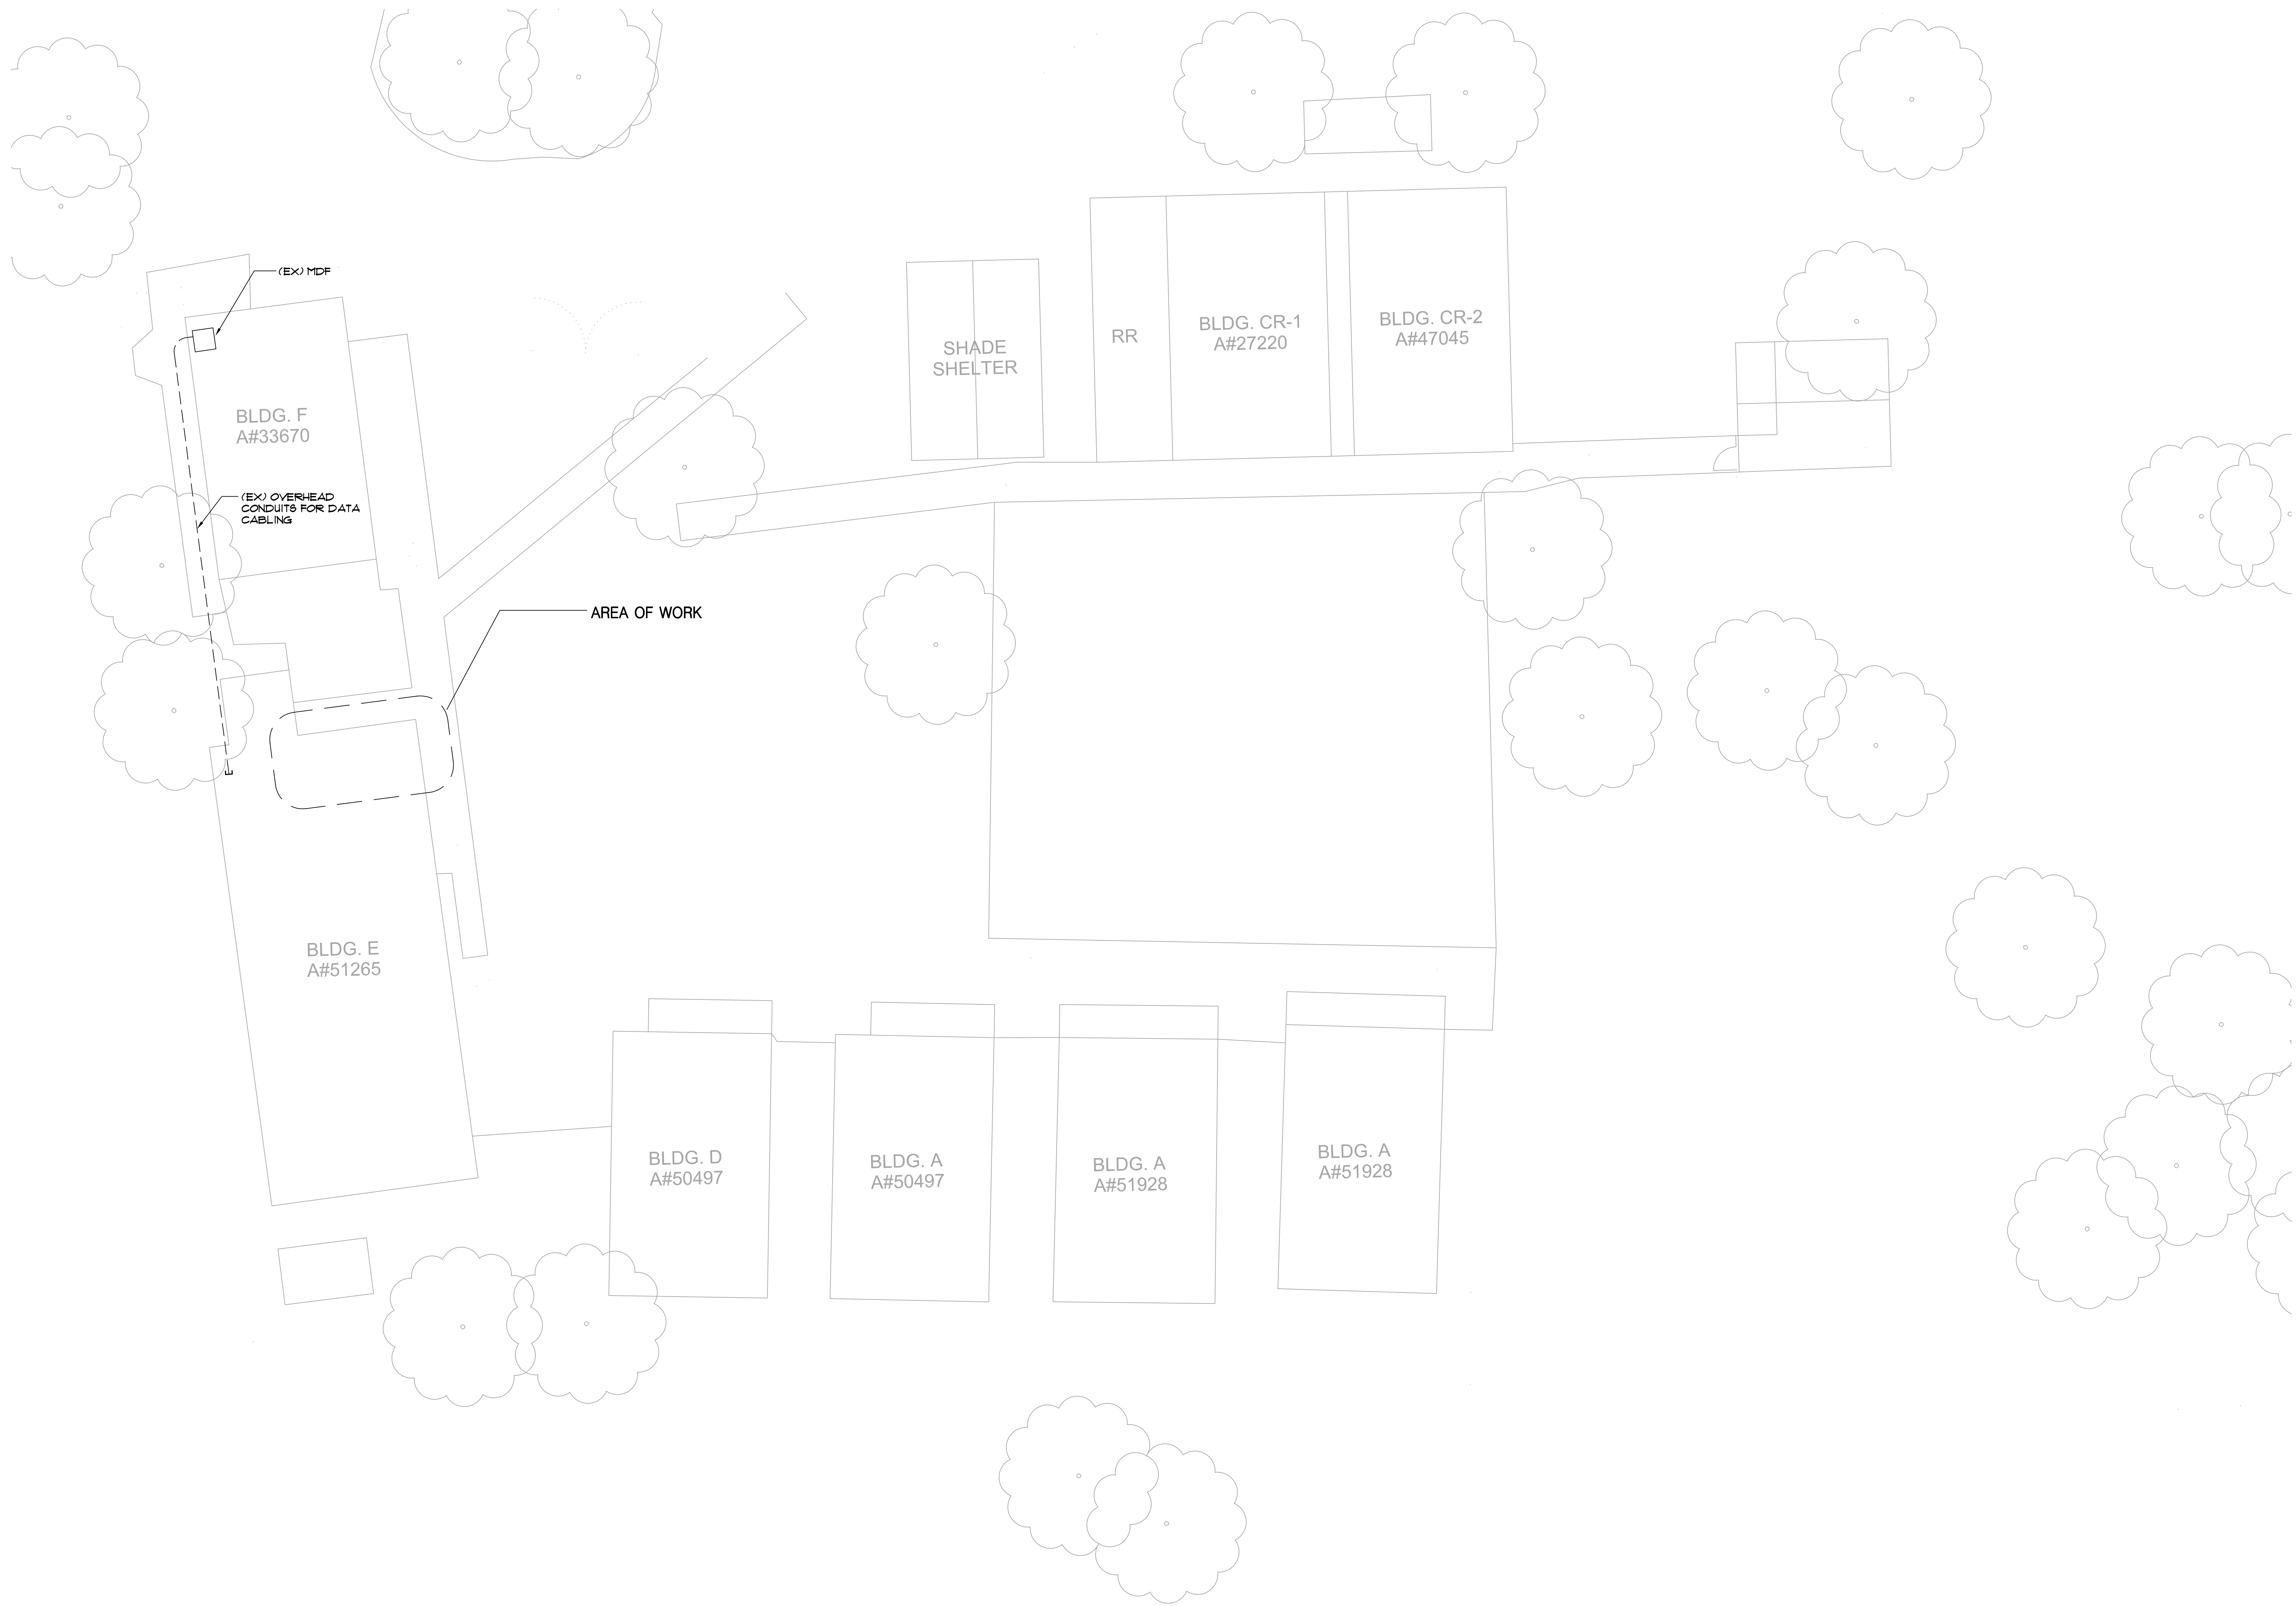 (EX) MDF
SHADE
SHELTER
RR
BLDG. CR-1
A#27220
BLDG. CR-2
A#47045
BLDG. F
A#33670
(EX) OVERHEAD
CONDUITS FOR DATA
CABLING
AREA OF WORK
BLDG. E
A#51265
BLDG. D
A#50497
BLDG. A
A#50497
BLDG. A
A#51928
BLDG. A
A#51928